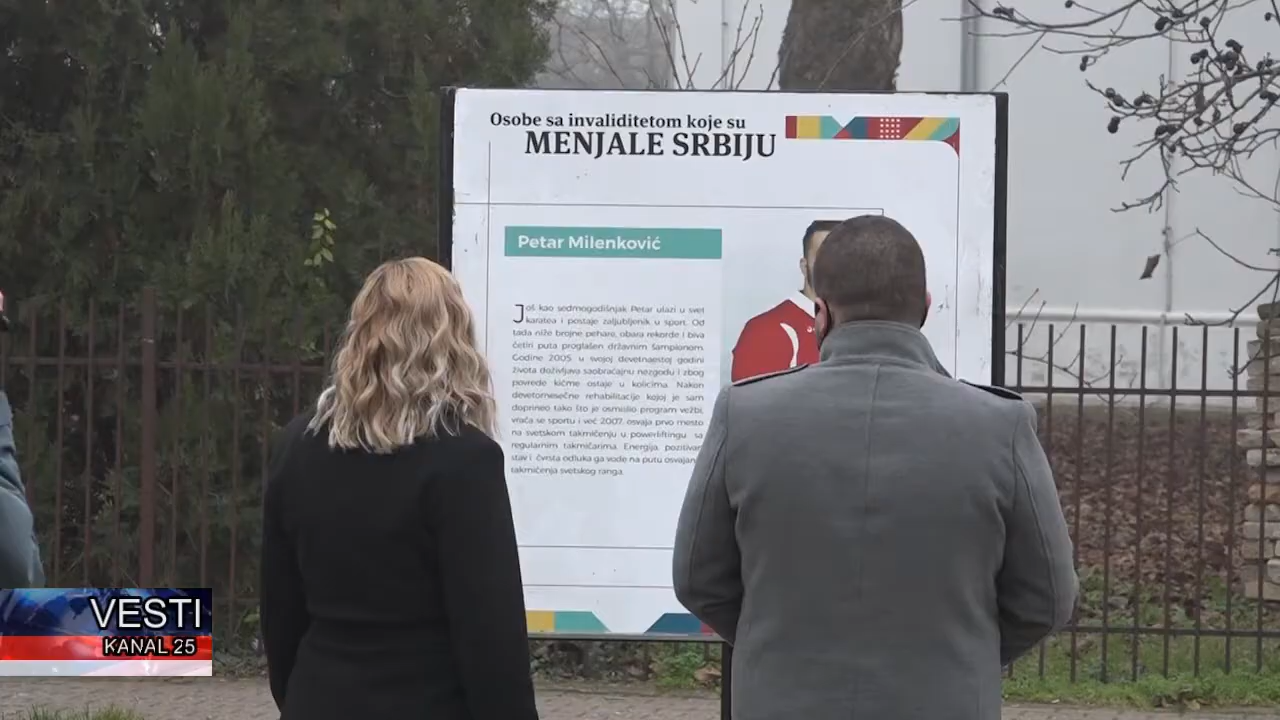 Osobe sa invaliditetom koje su
MENJALE SRBIJU
Petar Milenković
Još kao sedmogodišnjak Petar ulazi u svet
karatea i postaje zaljubljenik u sport. Od
tada niže brojne pehare, obara rekorde i biva
četiri puta proglašen državnim šampionom.
Godine 2005. u svojoj devetnaestoj godini
života doživljava saobraćajnu nezgodu i zbog
povrede kičme ostaje u kolicima. Nakon
devetomesečne rehabilitacije kojoj je sam
doprineo tako što je osmislio program vežbi,
vraća se sportu i već 2007. osvaja prvo mesto
na svetskom takmičenju u powerliftingu sa
regularnim takmičarima. Energija, pozitivan
stav i čvrsta odluka ga vode na putu osvajanj
takmičenja svetskog ranga.
VESTI
KANAL 25